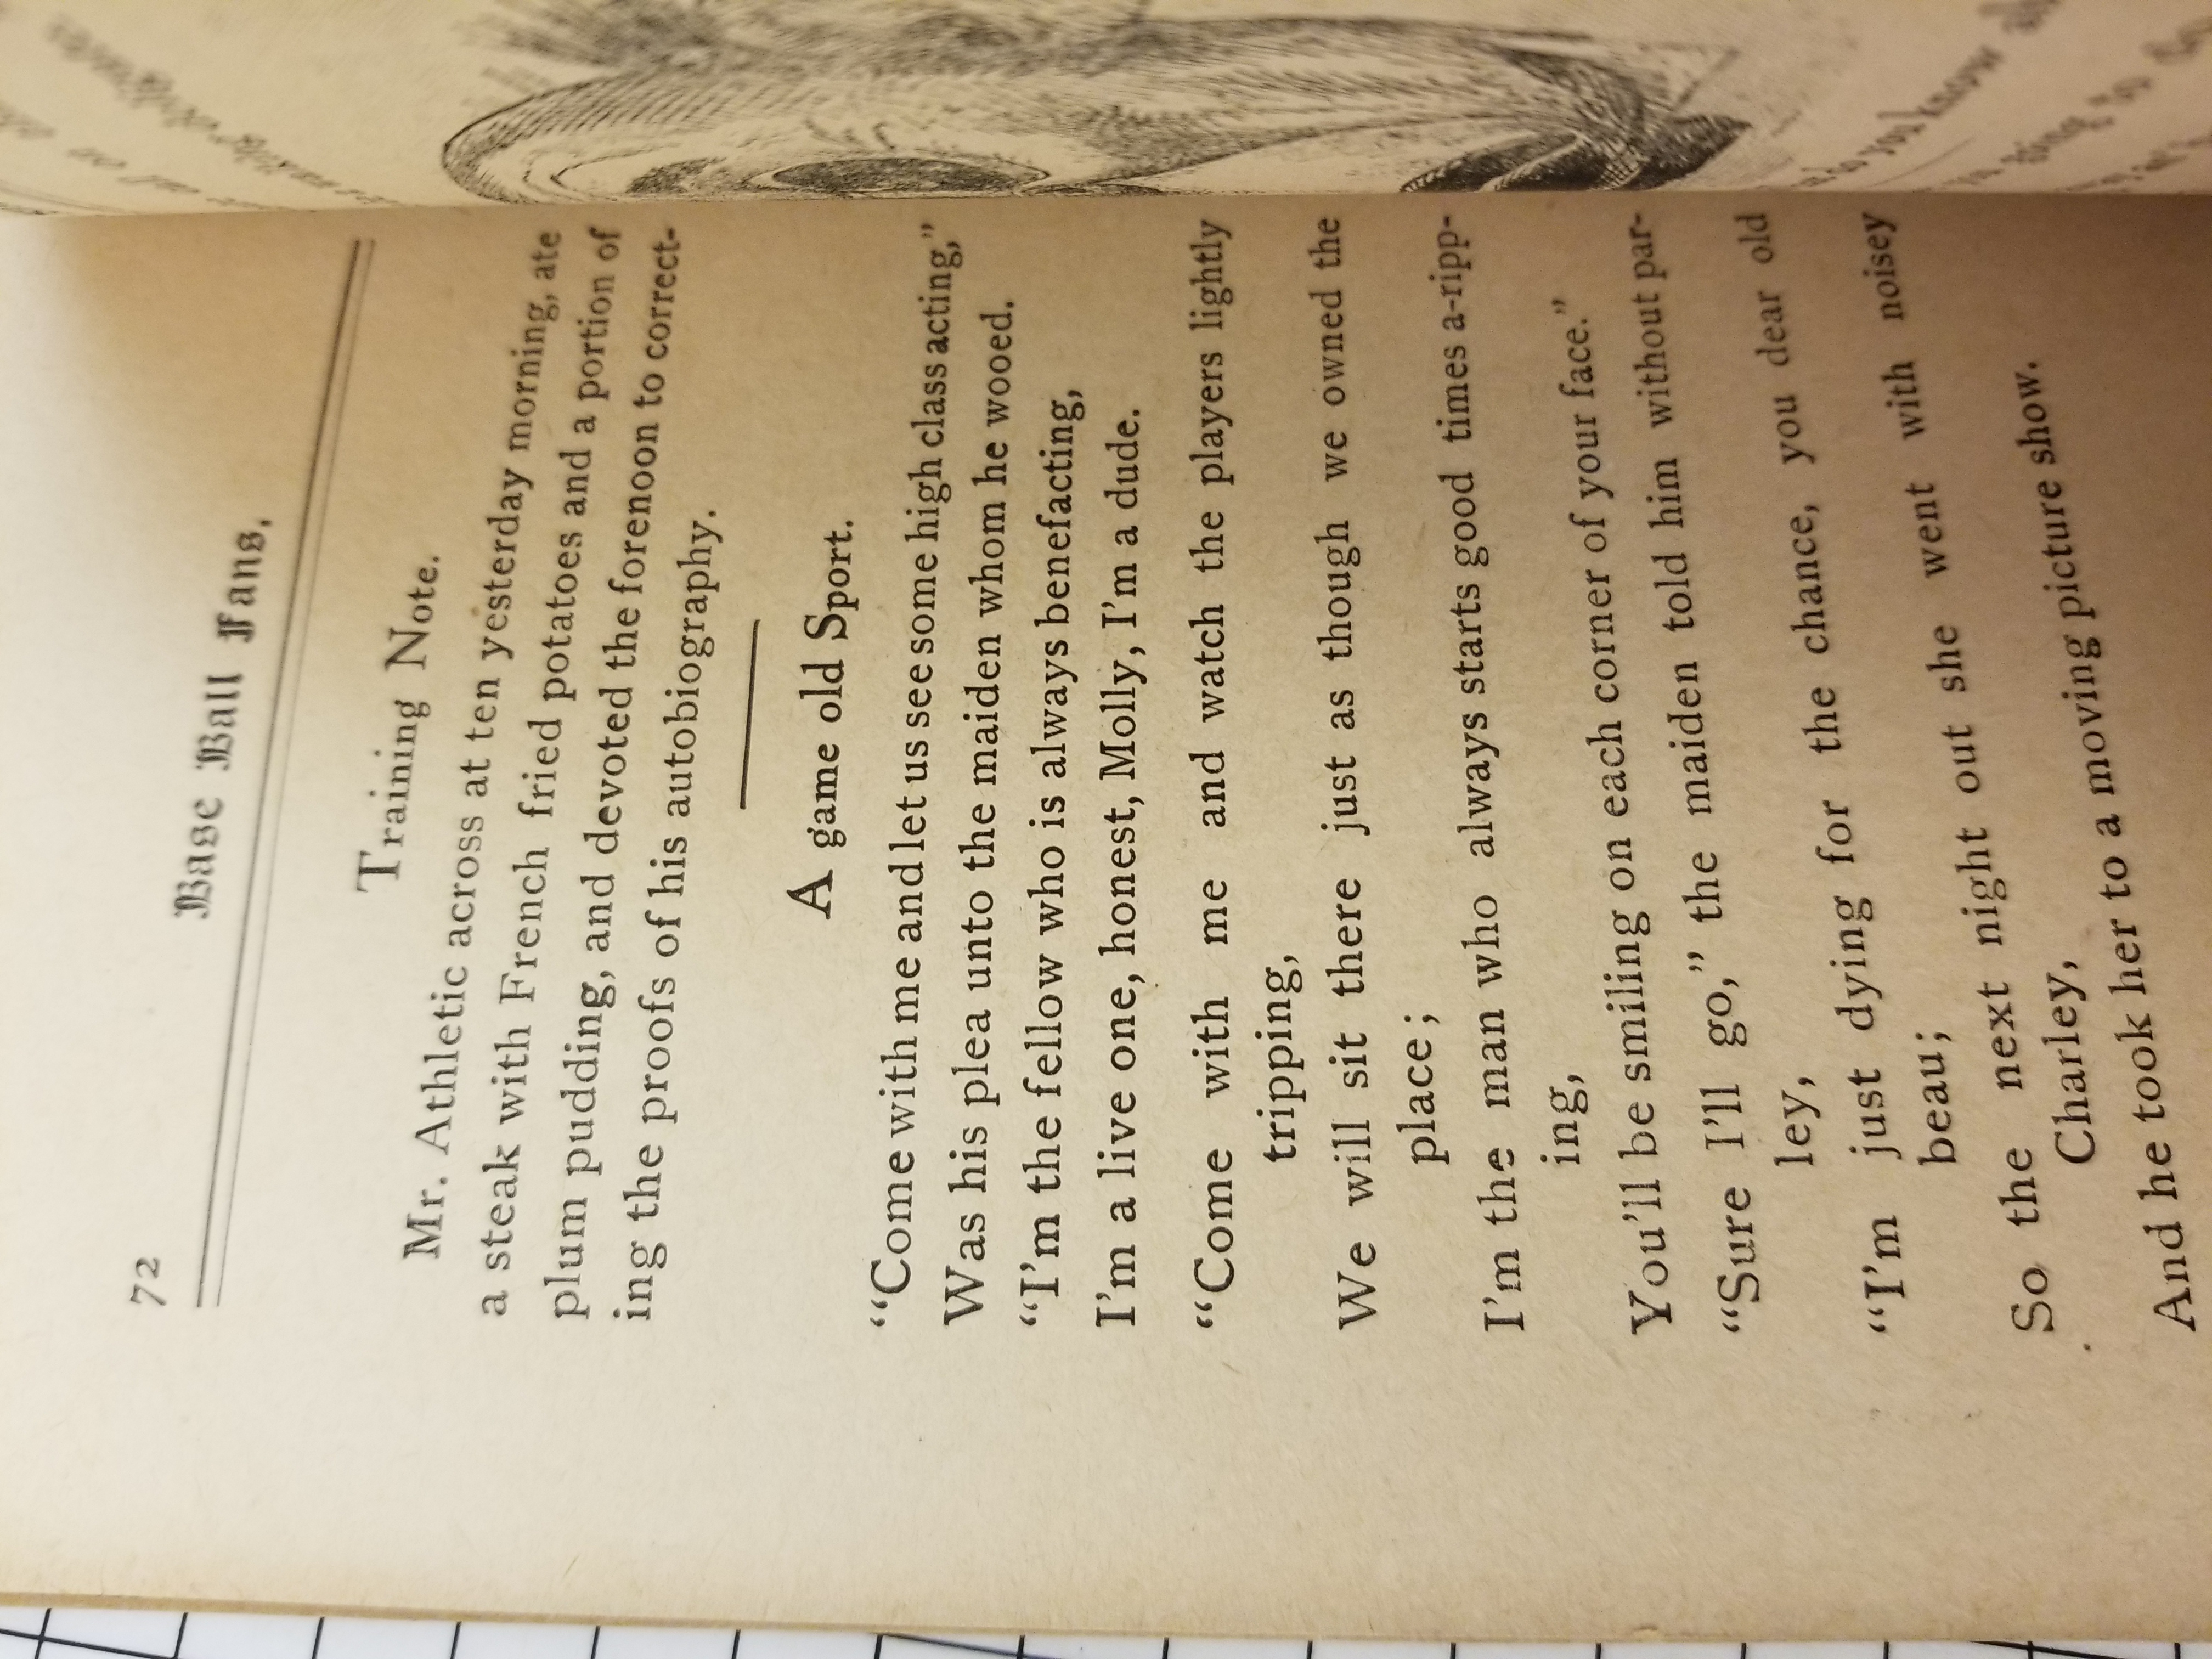 72
Base Ball Fans.
Training Note.
Mr. Athletic across at ten yesterday morning, ate
a steak with French fried potatoes and a portion of
plum pudding, and devoted the forenoon to correct-
ing the proofs of his autobiography.
A game old Sport.
"Come with me and let us see some high class acting,"
Was his plea unto the maiden whom he wooed.
"I'm the fellow who is always benefacting,
I'm a live one, honest, Molly, I'm a dude.
"Come with me and watch the players lightly
tripping,
We will sit there just as though we owned the
place;
I'm the man who always starts good times a-ripp-
ing,
You'll be smiling on each corner of your face."
"Sure I'll go," the maiden told him without par-
ley,
"I'm just dying for the chance, you dear old
beau;
So the next night out she went with noisey
Charley,
And he took her to a moving picture show.